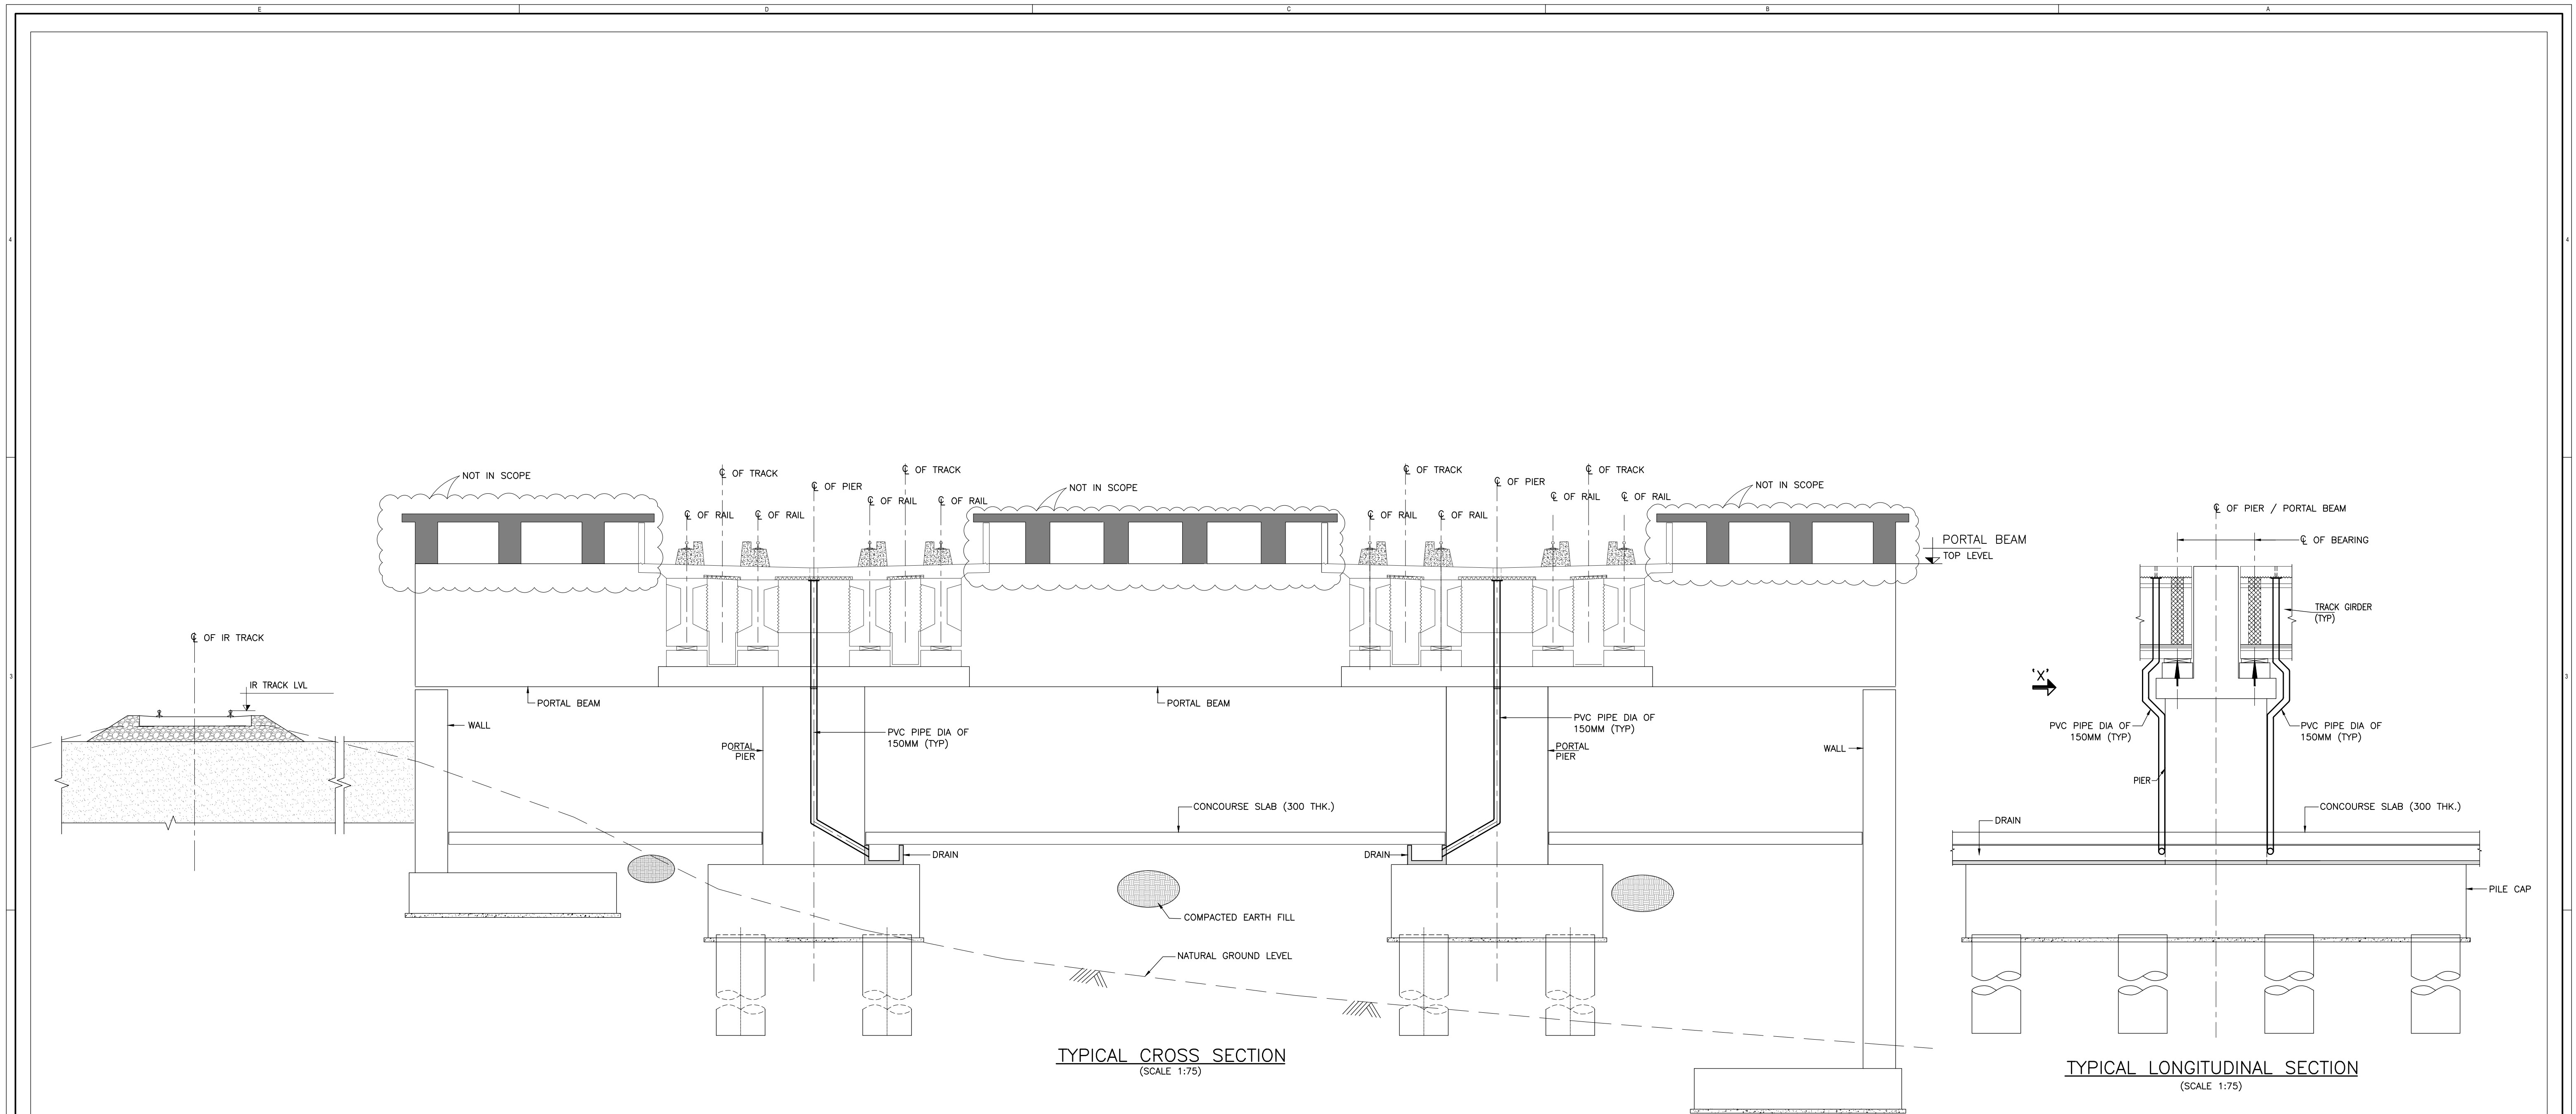 E D C B A
4 4
NOT IN SCOPE
℄ OF TRACK
℄ OF PIER
℄ OF TRACK
℄ OF RAIL
℄ OF RAIL
℄ OF RAIL
℄ OF RAIL
NOT IN SCOPE
℄ OF TRACK
℄ OF PIER
℄ OF TRACK
℄ OF RAIL
℄ OF RAIL
℄ OF RAIL
℄ OF RAIL
NOT IN SCOPE
PORTAL BEAM
TOP LEVEL
℄ OF PIER / PORTAL BEAM
℄ OF BEARING
TRACK GIRDER
(TYP)
℄ OF IR TRACK
IR TRACK LVL
3 3
'X'
PORTAL BEAM
PORTAL BEAM
WALL
PORTAL
PIER
PVC PIPE DIA OF
150MM (TYP)
PVC PIPE DIA OF
150MM (TYP)
PORTAL
PIER
WALL
PVC PIPE DIA OF
150MM (TYP)
PVC PIPE DIA OF
150MM (TYP)
PIER
CONCOURSE SLAB (300 THK.)
CONCOURSE SLAB (300 THK.)
DRAIN
DRAIN
DRAIN
PILE CAP
COMPACTED EARTH FILL
NATURAL GROUND LEVEL
TYPICAL CROSS SECTION
(SCALE 1:75)
TYPICAL LONGITUDINAL SECTION
(SCALE 1:75)